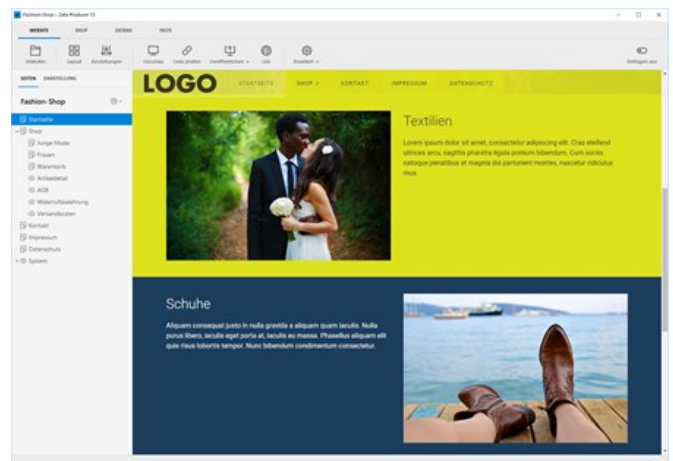 Fashion-Shop – Zeta Producer 15
WEBSITE SHOP EXTRAS HILFE
Websites Layout Einstellungen Vorschau Links prüfen Veröffentlichen Live Erweitert Einfügen: Aus
SEITEN DARSTELLUNG
Fashion-Shop
Startseite
Shop
Junge Mode
Frauen
Warenkorb
Artikeldetail
AGB
Widerrufsbelehrung
Versandkosten
Kontakt
Impressum
Datenschutz
System
LOGO STARTSEITE SHOP KONTAKT IMPRESSUM DATENSCHUTZ
Textilien
Lorem ipsum dolor sit amet, consectetur adipiscing elit. Cras eleifend
ultrices arcu, sagittis pharetra ligula pretium bibendum. Cum sociis
natoque penatibus et magnis dis parturient montes, nascetur ridiculus
mus.
Schuhe
Aliquam consequat justo in nulla gravida a aliquam quam iaculis. Nulla
purus libero, iaculis eget porta at, iaculis eu massa. Phasellus aliquam elit
quis risus lobortis tempor. Nunc bibendum condimentum consectetur.